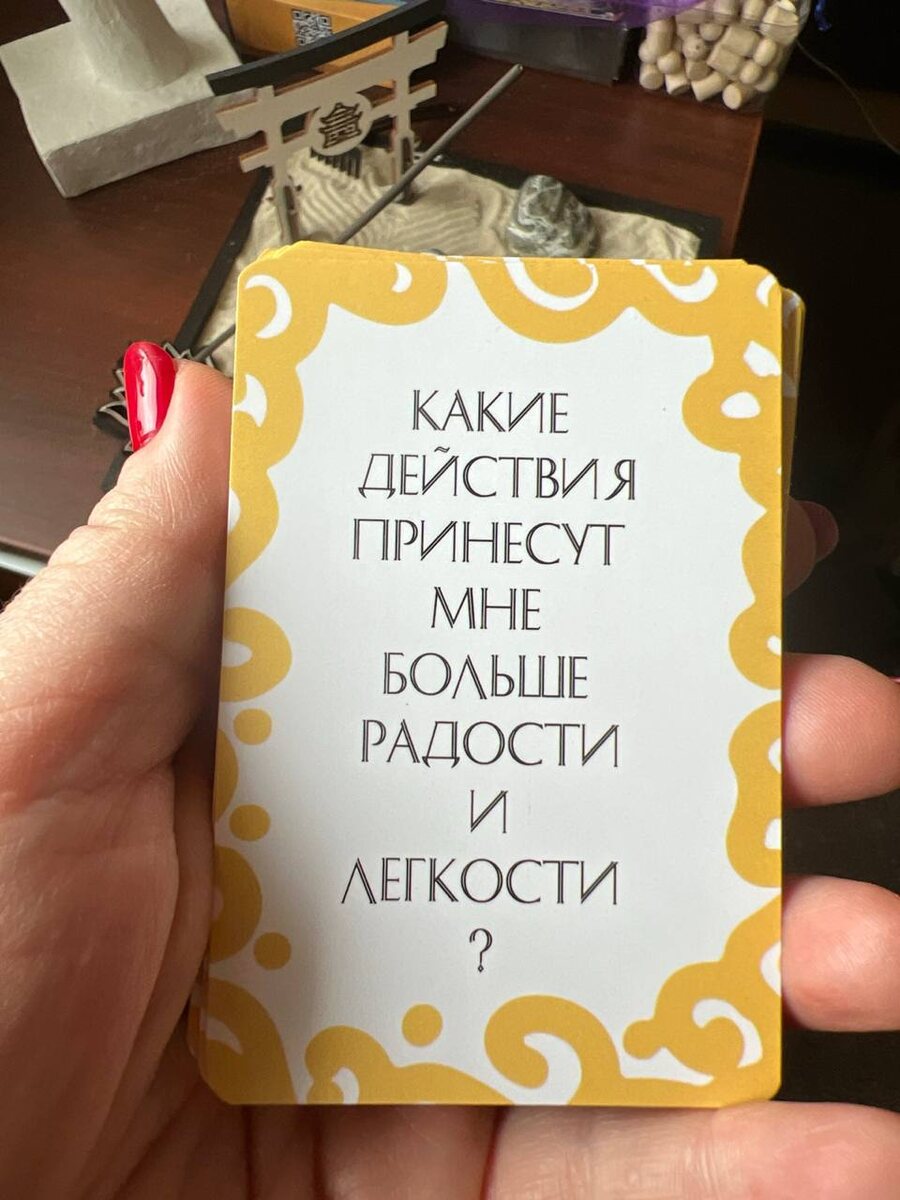 КАКИЕ
ДЕЙСТВИЯ
ПРИНЕСУТ
МНЕ
БОЛЬШЕ
РАДОСТИ
И
ЛЕГКОСТИ
?